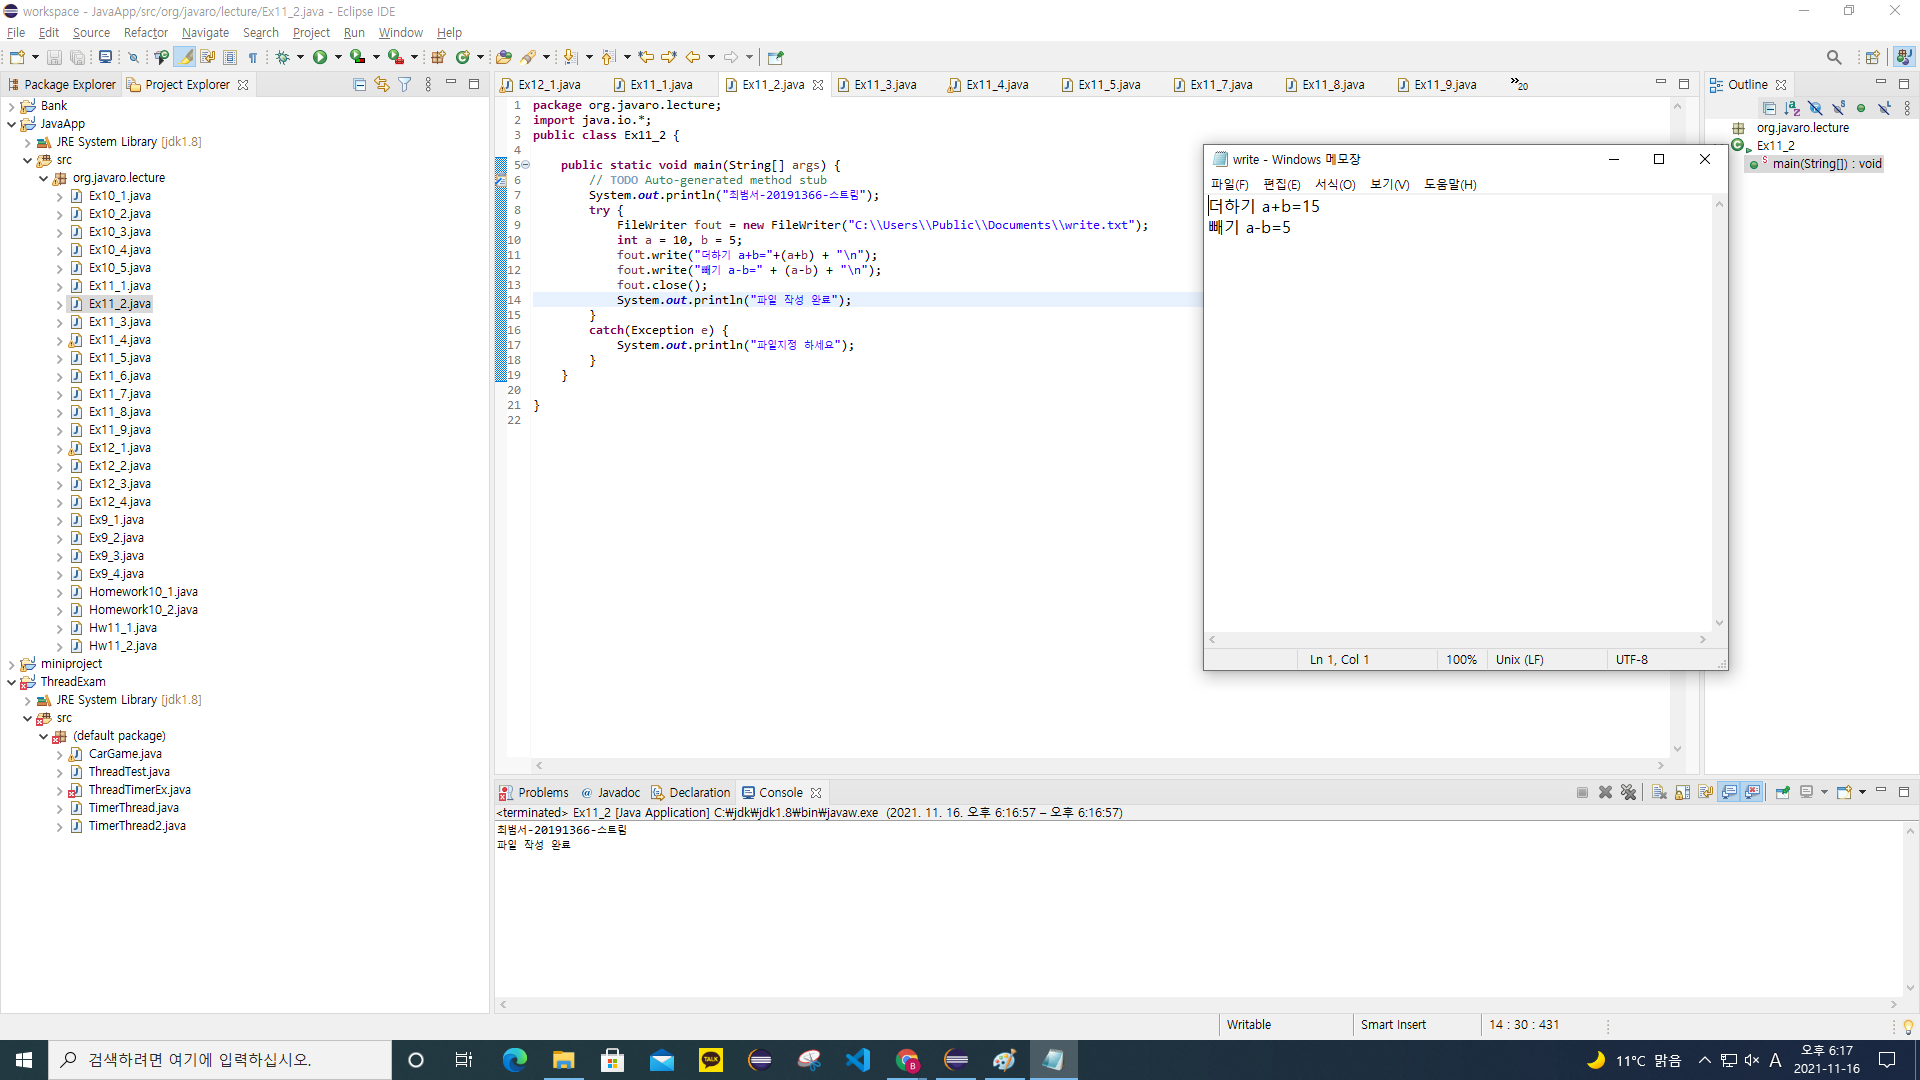 workspace - JavaApp/src/org/javaro/lecture/Ex11_2.java - Eclipse IDE
File Edit Source Refactor Navigate Search Project Run Window Help
Package Explorer Project Explorer
Bank
JavaApp
JRE System Library [jdk1.8]
src
org.javaro.lecture
Ex10_1.java
Ex10_2.java
Ex10_3.java
Ex10_4.java
Ex10_5.java
Ex11_1.java
Ex11_2.java
Ex11_3.java
Ex11_4.java
Ex11_5.java
Ex11_6.java
Ex11_7.java
Ex11_8.java
Ex11_9.java
Ex12_1.java
Ex12_2.java
Ex12_3.java
Ex12_4.java
Ex9_1.java
Ex9_2.java
Ex9_3.java
Ex9_4.java
Homework10_1.java
Homework10_2.java
Hw11_1.java
Hw11_2.java
miniproject
ThreadExam
JRE System Library [jdk1.8]
src
(default package)
CarGame.java
ThreadTest.java
ThreadTimerEx.java
TimerThread.java
TimerThread2.java
Ex12_1.java Ex11_1.java Ex11_2.java Ex11_3.java Ex11_4.java Ex11_5.java Ex11_7.java Ex11_8.java Ex11_9.java »20
1 package org.javaro.lecture;
2 import java.io.*;
3 public class Ex11_2 {
4
5 public static void main(String[] args) {
6 // TODO Auto-generated method stub
7 System.out.println("최범서-20191366-스트림");
8 try {
9 FileWriter fout = new FileWriter("C:\\Users\\Public\\Documents\\write.txt");
10 int a = 10, b = 5;
11 fout.write("더하기 a+b="+(a+b) + "\n");
12 fout.write("빼기 a-b=" + (a-b) + "\n");
13 fout.close();
14 System.out.println("파일 작성 완료");
15 }
16 catch(Exception e) {
17 System.out.println("파일지정 하세요");
18 }
19 }
20
21 }
22
write - Windows 메모장
파일(F) 편집(E) 서식(O) 보기(V) 도움말(H)
더하기 a+b=15
빼기 a-b=5
Ln 1, Col 1 100% Unix (LF) UTF-8
Outline
org.javaro.lecture
Ex11_2
main(String[]) : void
Problems Javadoc Declaration Console
<terminated> Ex11_2 [Java Application] C:₩jdk₩jdk1.8₩bin₩javaw.exe (2021. 11. 16. 오후 6:16:57 – 오후 6:16:57)
최범서-20191366-스트림
파일 작성 완료
Writable Smart Insert 14 : 30 : 431
검색하려면 여기에 입력하십시오.
TALK
B
11°C 맑음
A
오후 6:17
2021-11-16